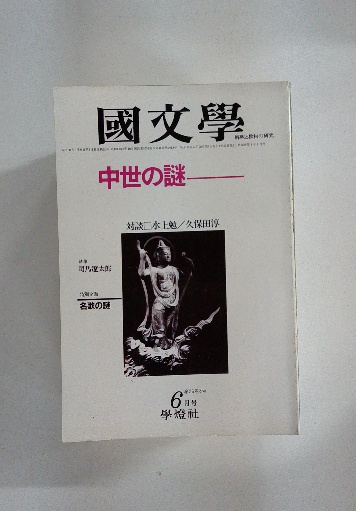 國文學
解釈と教材の研究
中世の謎
対談□水上勉／久保田淳
司馬遼太郎
名歌の謎
6月号
學燈社